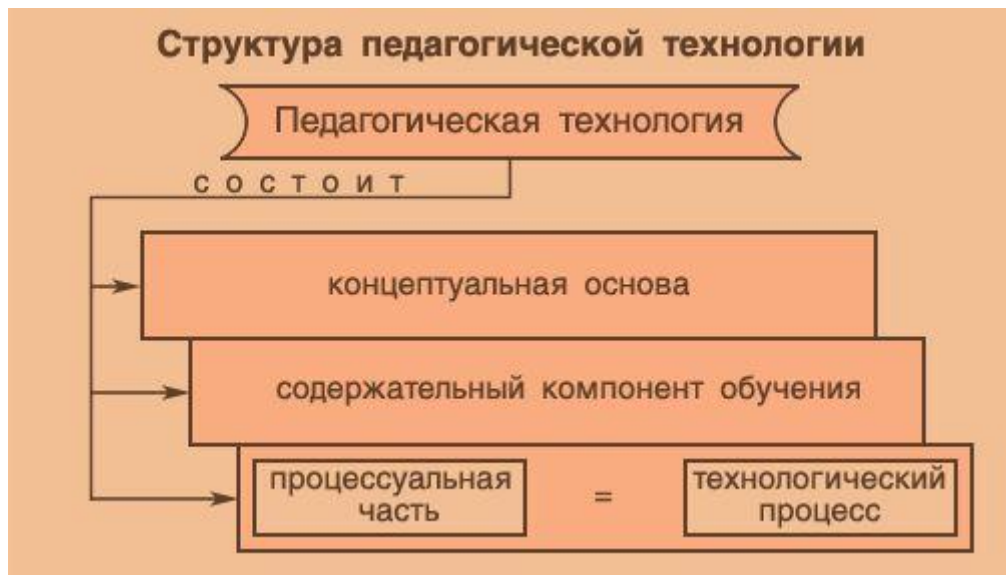 Структура педагогической технологии
Педагогическая технология
состоит
концептуальная основа
содержательный компонент обучения
процессуальная
часть
=
технологический
процесс